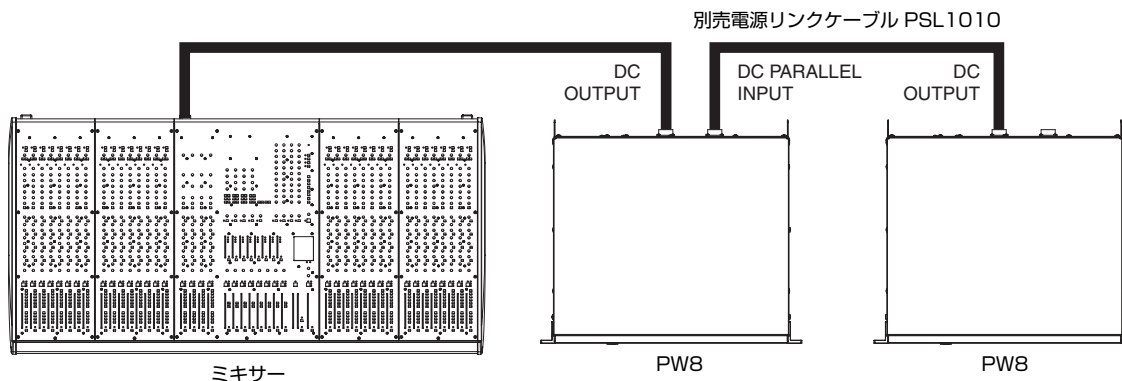 別売電源リンクケーブル PSL1010
DC
OUTPUT
DC PARALLEL
INPUT
DC
OUTPUT
ミキサー
PW8
PW8